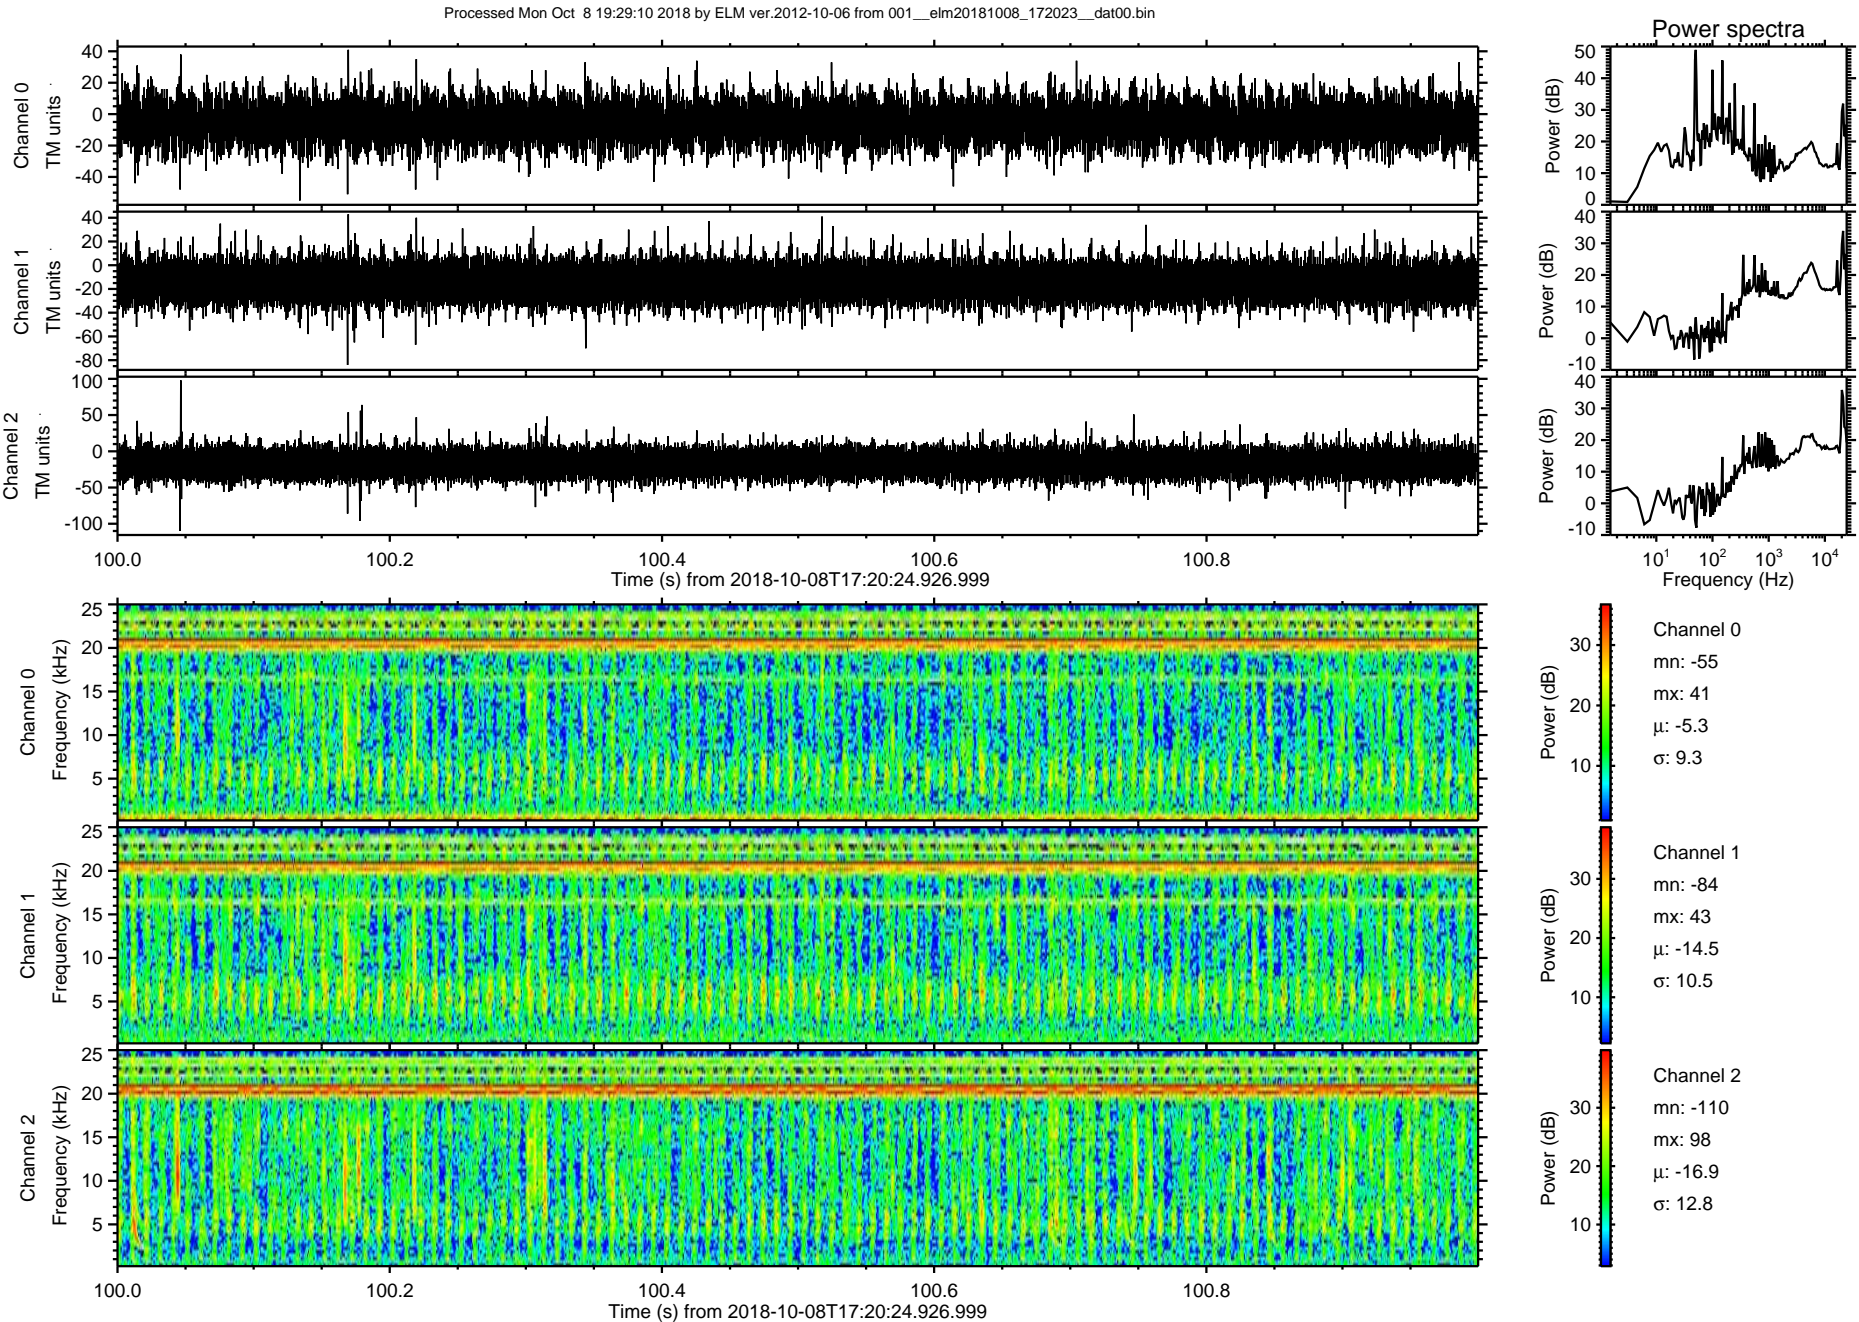 Processed Mon Oct  8 19:29:10 2018 by ELM ver.2012-10-06 from 001__elm20181008_172023__dat00.bin
Power spectra
Channel 0
TM units
40
20
0
-20
-40
Power (dB)
50
40
30
20
10
0
Channel 1
TM units
40
20
0
-20
-40
-60
-80
Power (dB)
40
30
20
10
0
-10
Channel 2
TM units
100
50
0
-50
-100
Power (dB)
40
30
20
10
0
-10
100.0 100.2 100.4 100.6 100.8
Time (s) from 2018-10-08T17:20:24.926.999
10¹ 10² 10³ 10⁴
Frequency (Hz)
Channel 0
Frequency (kHz)
25
20
15
10
5
Power (dB)
30
20
10
Channel 0
mn: -55
mx: 41
μ: -5.3
σ: 9.3
Channel 1
Frequency (kHz)
25
20
15
10
5
Power (dB)
30
20
10
Channel 1
mn: -84
mx: 43
μ: -14.5
σ: 10.5
Channel 2
Frequency (kHz)
25
20
15
10
5
Power (dB)
30
20
10
Channel 2
mn: -110
mx: 98
μ: -16.9
σ: 12.8
100.0 100.2 100.4 100.6 100.8
Time (s) from 2018-10-08T17:20:24.926.999